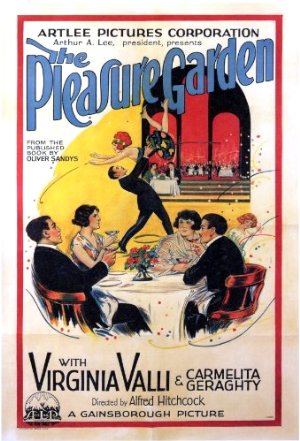 ARTLEE PICTURES CORPORATION
Arthur A. Lee, president, presents
The
Pleasure Garden
FROM THE
PUBLISHED
BOOK BY
OLIVER SANDYS
WITH
VIRGINIA VALLI & CARMELITA
GERAGHTY
Directed by Alfred Hitchcock
A GAINSBOROUGH PICTURE